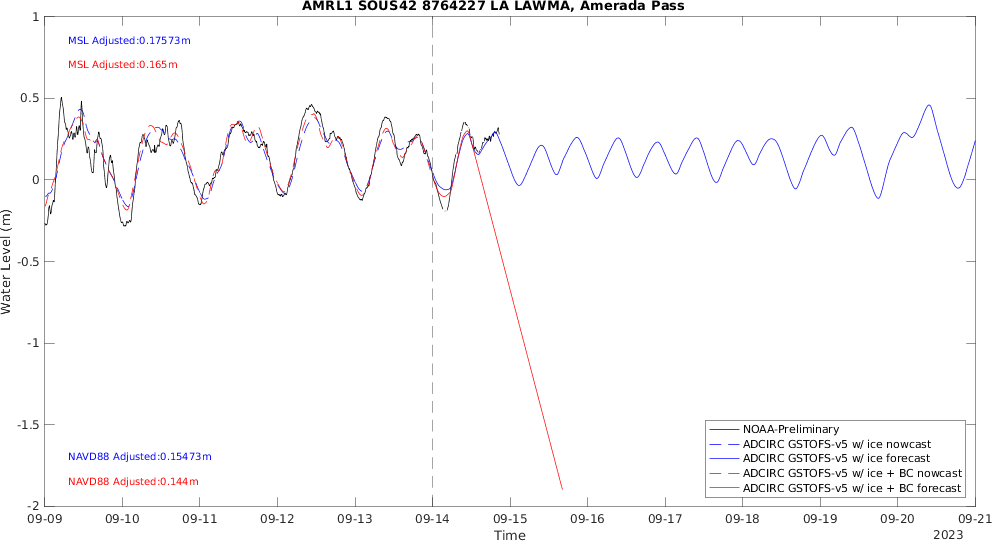 AMRL1 SOUS42 8764227 LA LAWMA, Amerada Pass
MSL Adjusted:0.17573m
MSL Adjusted:0.165m
NAVD88 Adjusted:0.15473m
NAVD88 Adjusted:0.144m
Water Level (m)
1
0.5
0
-0.5
-1
-1.5
-2
NOAA-Preliminary
ADCIRC GSTOFS-v5 w/ ice nowcast
ADCIRC GSTOFS-v5 w/ ice forecast
ADCIRC GSTOFS-v5 w/ ice + BC nowcast
ADCIRC GSTOFS-v5 w/ ice + BC forecast
09-09 09-10 09-11 09-12 09-13 09-14 09-15 09-16 09-17 09-18 09-19 09-20 09-21
Time
2023